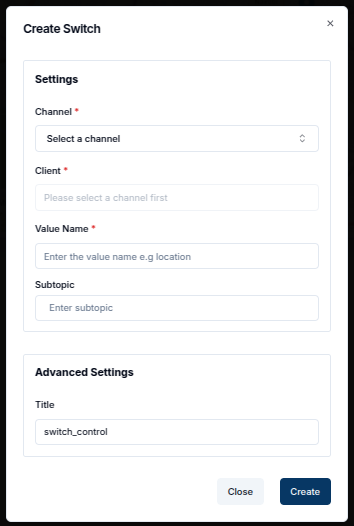 Create Switch
×
Settings
Channel *
Select a channel
Client *
Please select a channel first
Value Name *
Enter the value name e.g location
Subtopic
Enter subtopic
Advanced Settings
Title
switch_control
Close
Create